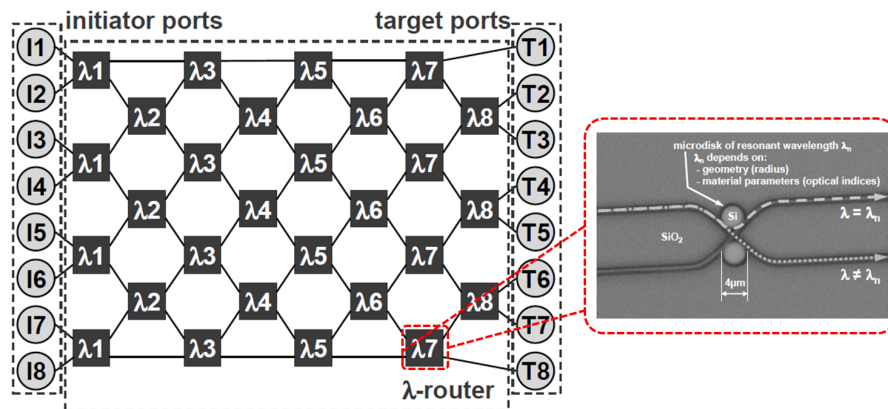 initiator ports
target ports
I1
λ1
λ3
λ5
λ7
T1
I2
λ2
λ4
λ6
λ8
T2
I3
λ1
λ3
λ5
λ7
T3
I4
λ2
λ4
λ6
λ8
T4
I5
λ1
λ3
λ5
λ7
T5
I6
λ2
λ4
λ6
λ8
T6
I7
λ1
λ3
λ5
λ7
T7
I8
T8
λ-router
microdisk of resonant wavelength λn
λn depends on:
- geometry (radius)
- material parameters (optical indices)
Si
SiO2
λ = λn
4µm
λ ≠ λn